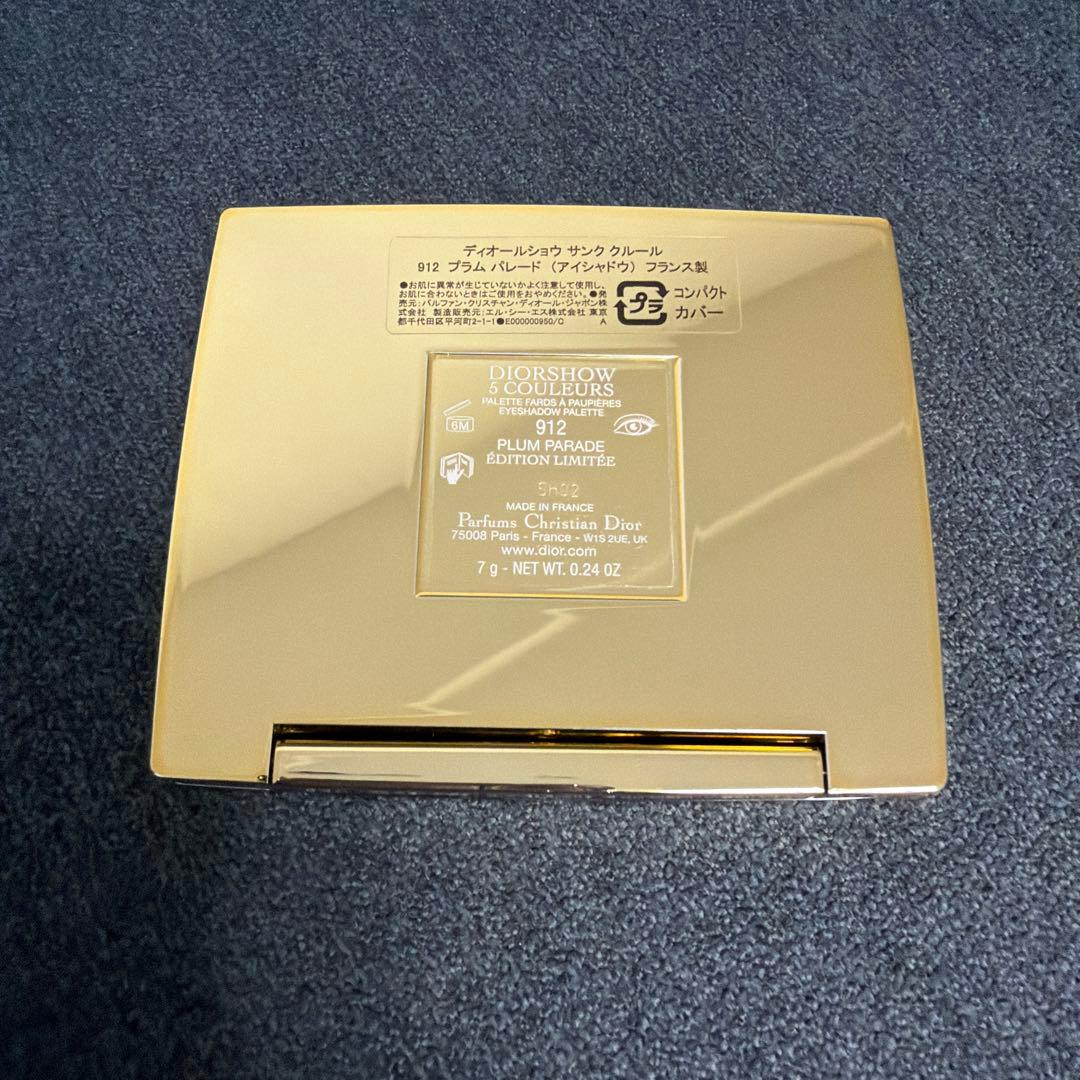 ディオールショウ サンク クルール
912 プラム パレード（アイシャドウ）フランス製
●お肌に異常が生じていないかよく注意して使用し、
お肌に合わないときはご使用をおやめください。●発
売元:パルファン・クリスチャン・ディオール・ジャポン株
式会社 製造販売元:エル・シー・エス株式会社 東京
都千代田区平河町2-1-1●E000000950/C A
プラ
コンパクト
カバー
DIORSHOW
5 COULEURS
PALETTE FARDS À PAUPIÈRES
EYESHADOW PALETTE
6M
912
PLUM PARADE
ÉDITION LIMITÉE
MADE IN FRANCE
Parfums Christian Dior
75008 Paris - France - W1S 2UE, UK
www.dior.com
7 g - NET WT. 0.24 OZ